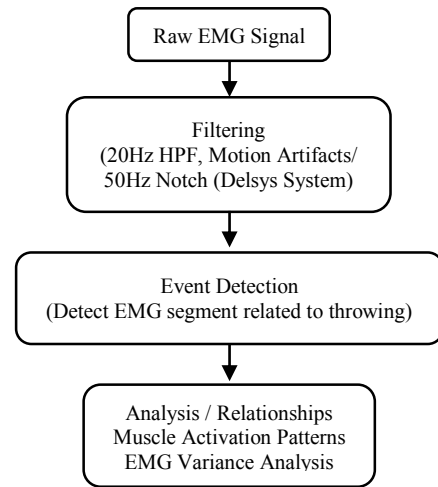 Raw EMG Signal
Filtering
(20Hz HPF, Motion Artifacts/
50Hz Notch (Delsys System)
Event Detection
(Detect EMG segment related to throwing)
Analysis / Relationships
Muscle Activation Patterns
EMG Variance Analysis